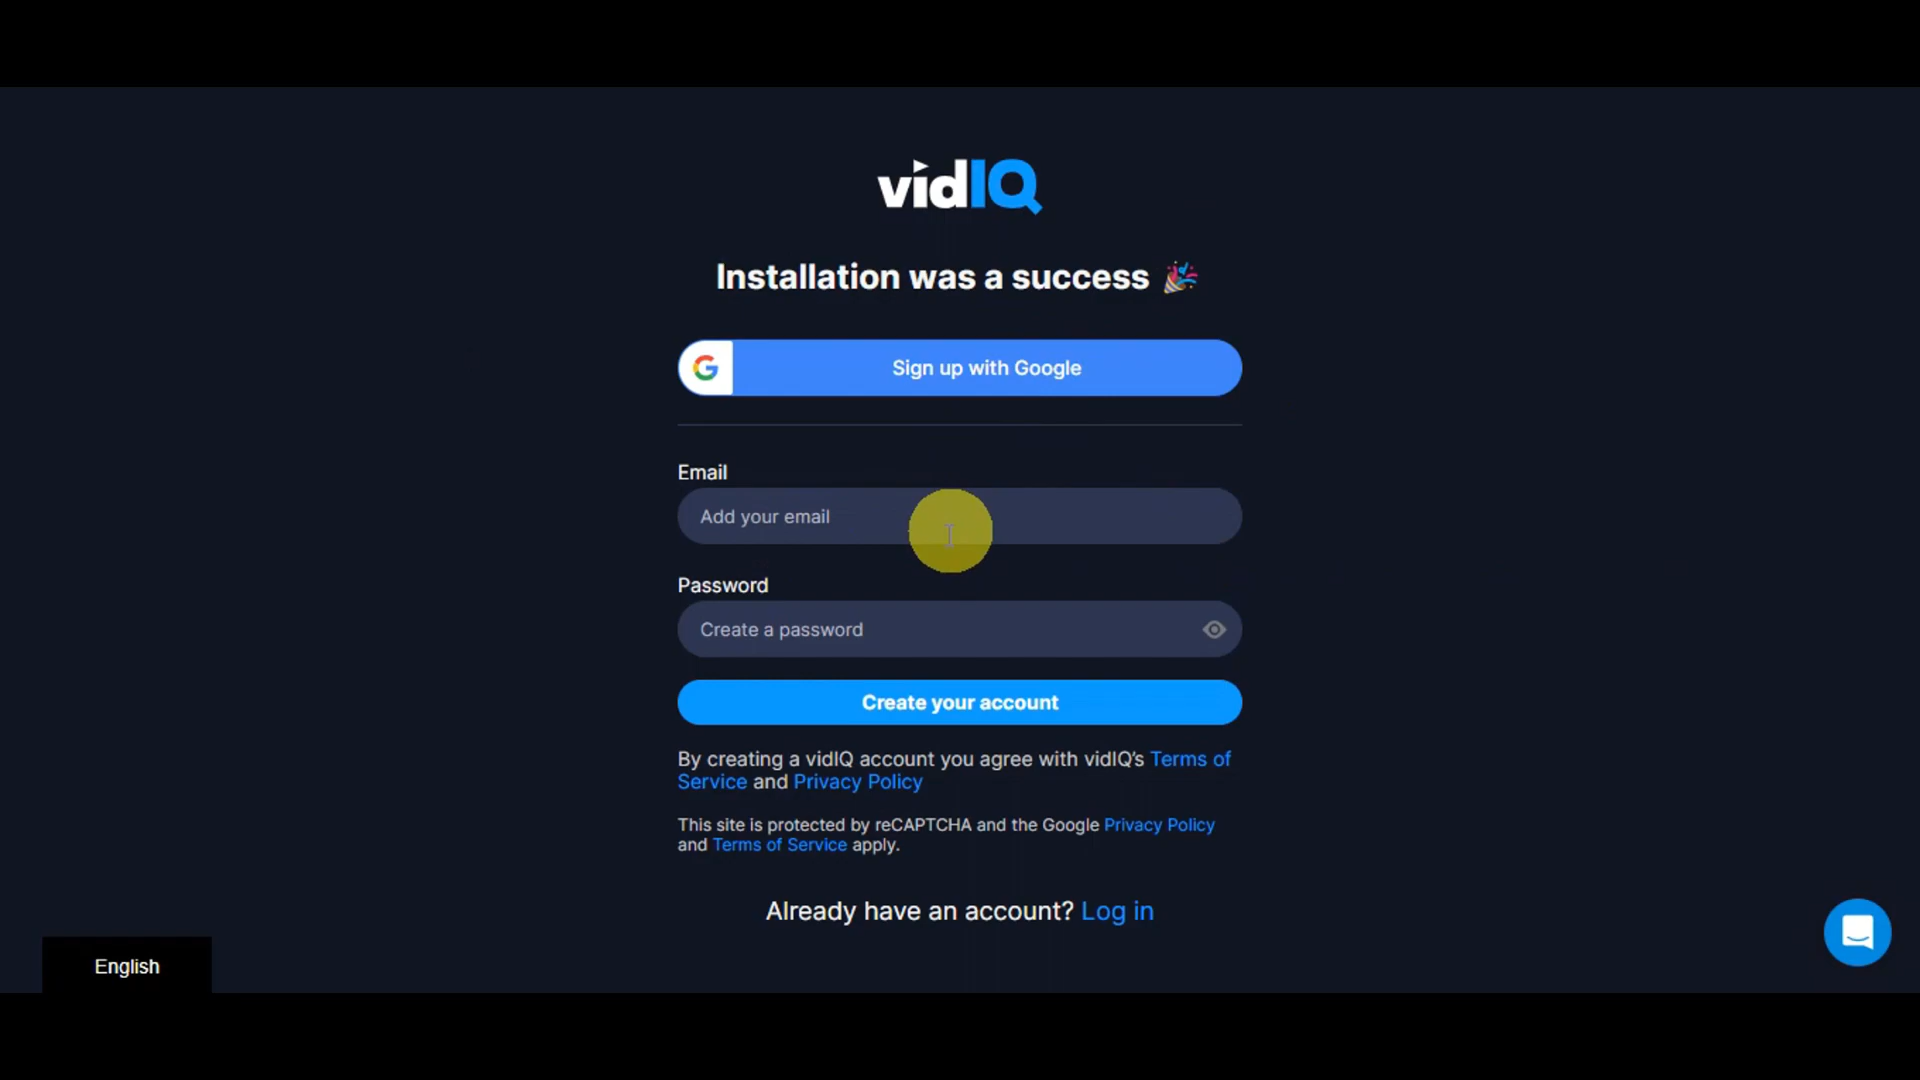 vidIQ
Installation was a success
Sign up with Google
Email
Add your email
Password
Create a password
Create your account
By creating a vidIQ account you agree with vidIQ's Terms of
Service and Privacy Policy
This site is protected by reCAPTCHA and the Google Privacy Policy
and Terms of Service apply.
Already have an account? Log in
English